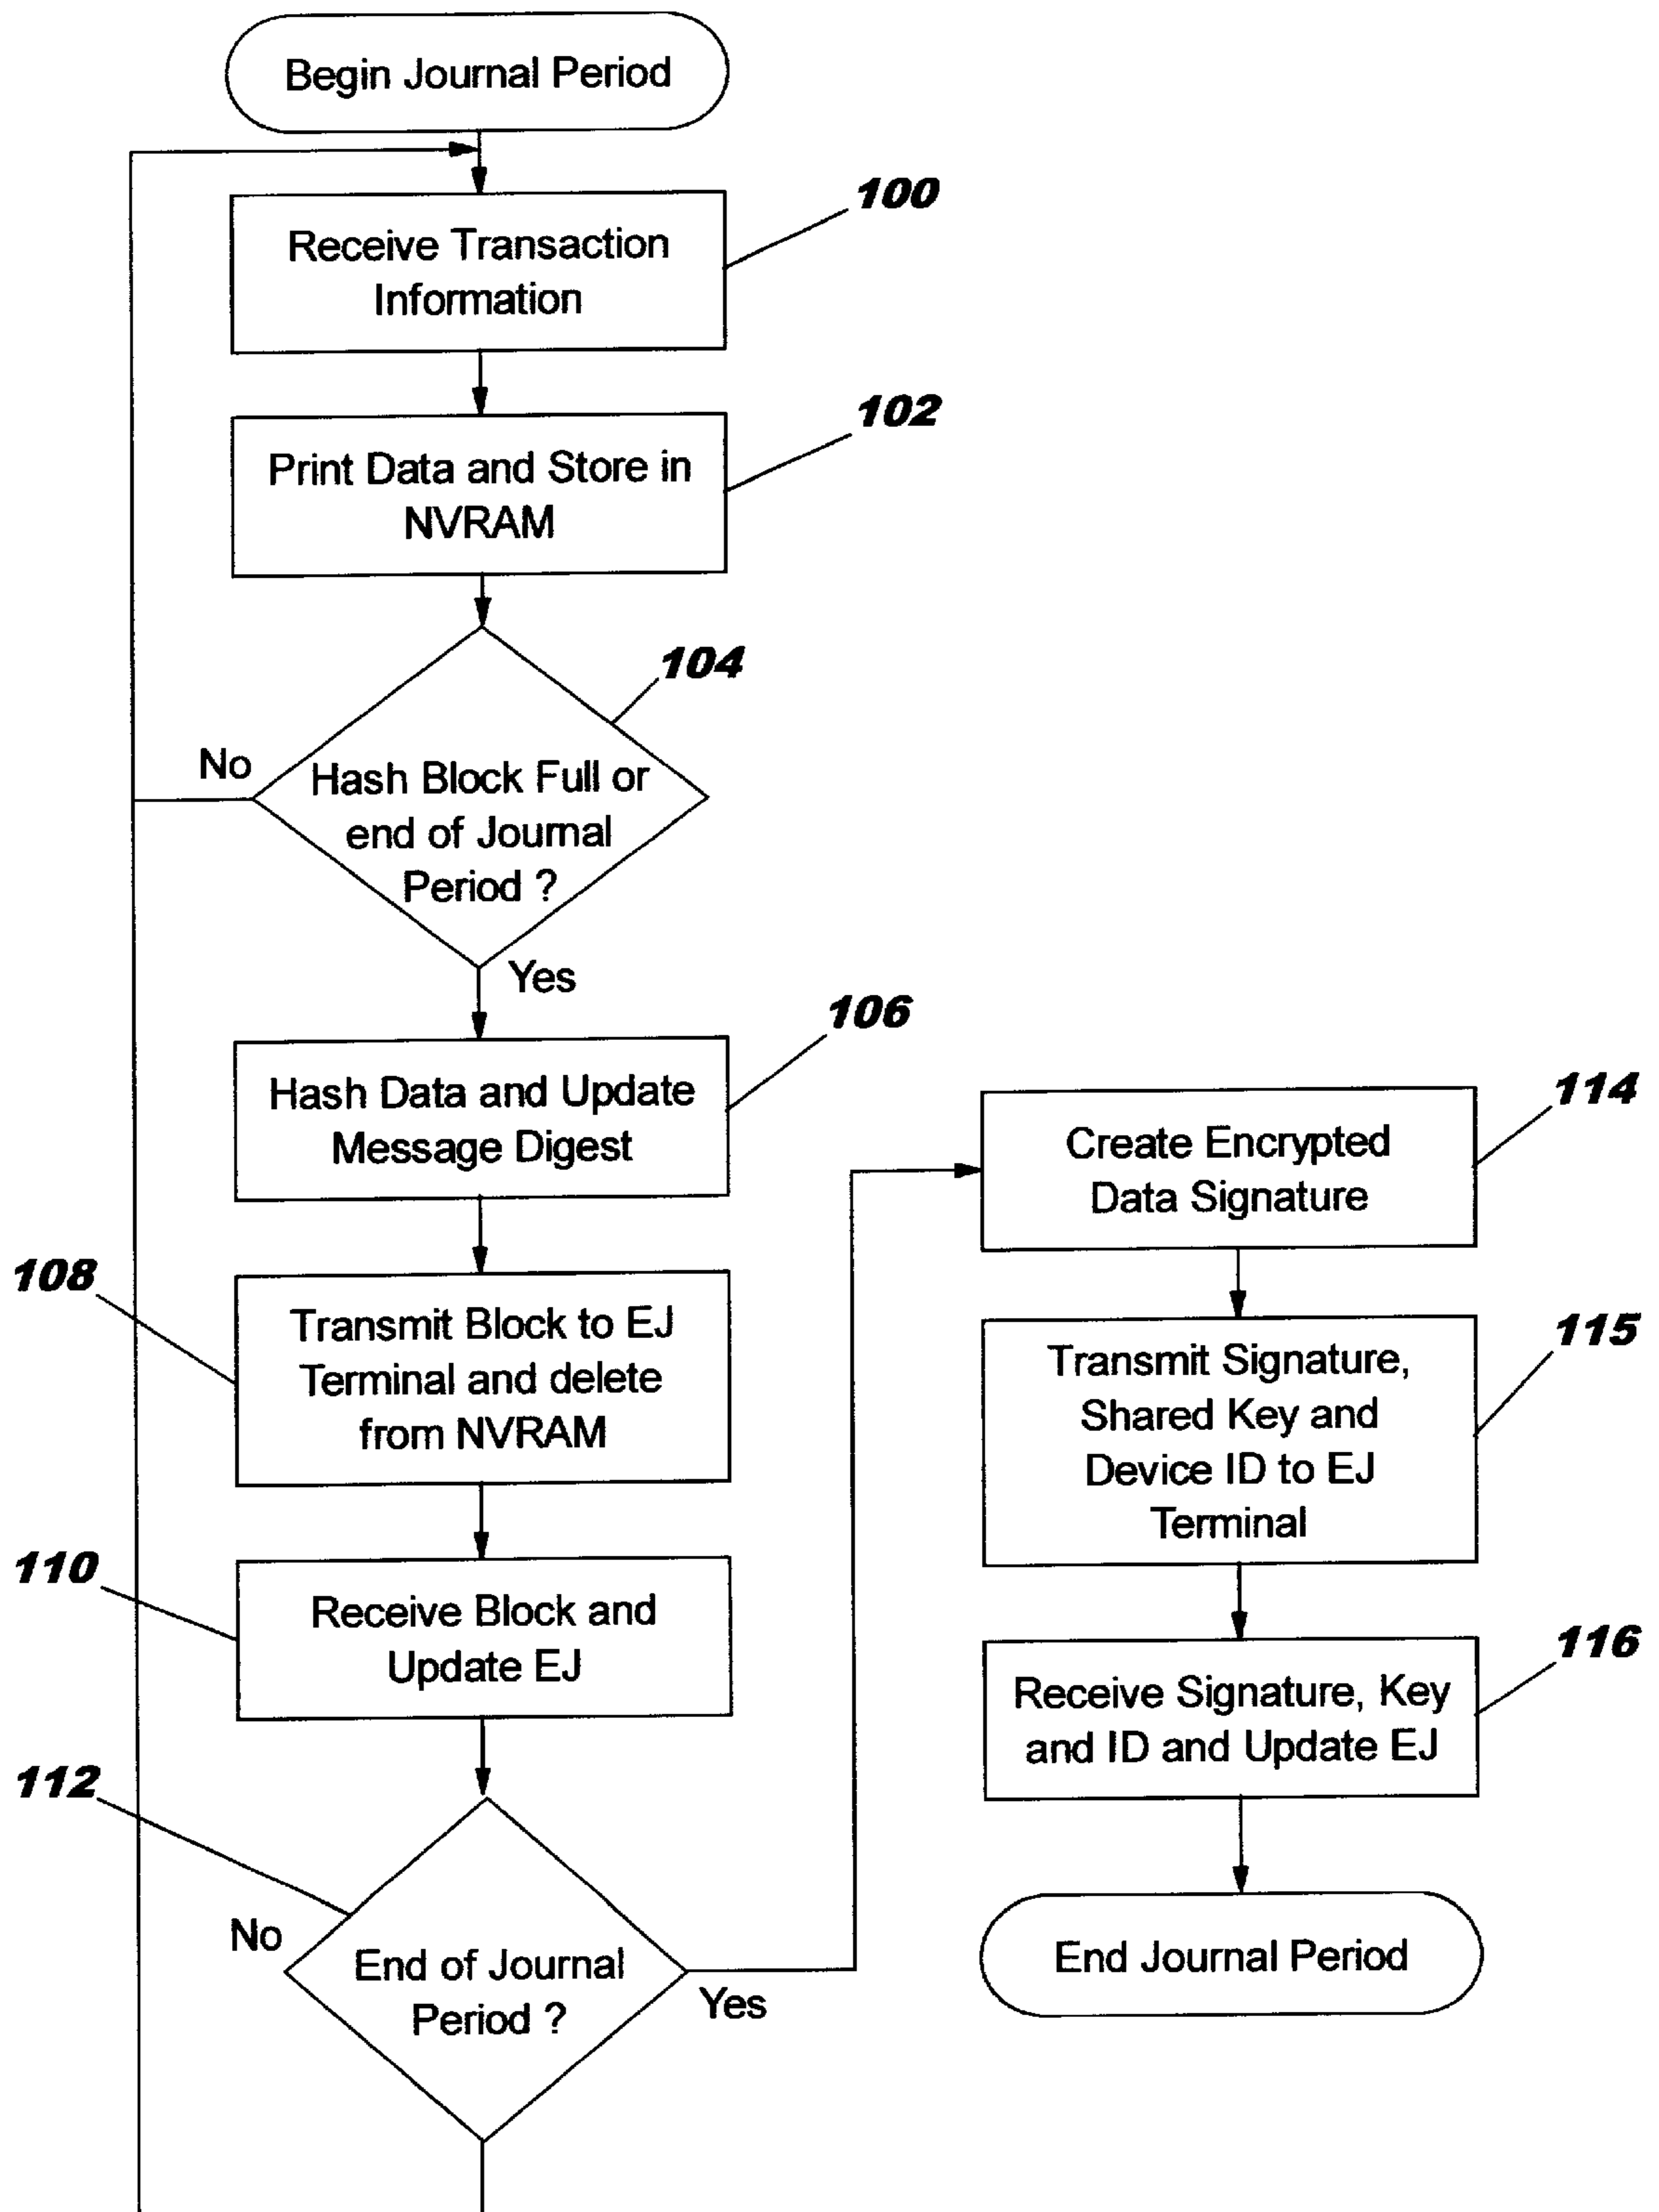 Begin Journal Period
100
Receive Transaction
Information
102
Print Data and Store in
NVRAM
104
No
Hash Block Full or
end of Journal
Period ?
Yes
106
Hash Data and Update
Message Digest
108
Transmit Block to EJ
Terminal and delete
from NVRAM
110
Receive Block and
Update EJ
112
No
End of Journal
Period ?
Yes
114
Create Encrypted
Data Signature
115
Transmit Signature,
Shared Key and
Device ID to EJ
Terminal
116
Receive Signature, Key
and ID and Update EJ
End Journal Period